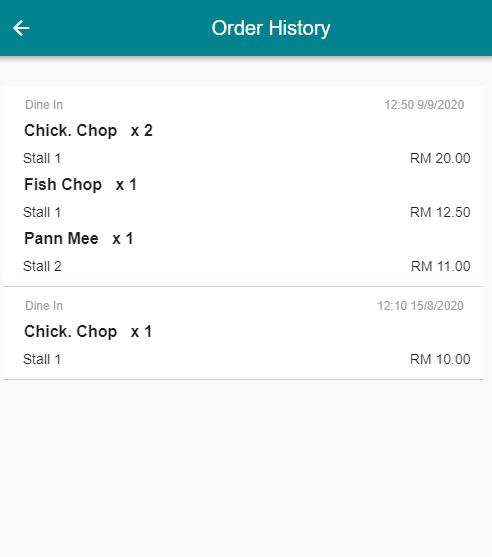 Order History
Dine In 12:50 9/9/2020
Chick. Chop x 2
Stall 1 RM 20.00
Fish Chop x 1
Stall 1 RM 12.50
Pann Mee x 1
Stall 2 RM 11.00
Dine In 12:10 15/8/2020
Chick. Chop x 1
Stall 1 RM 10.00